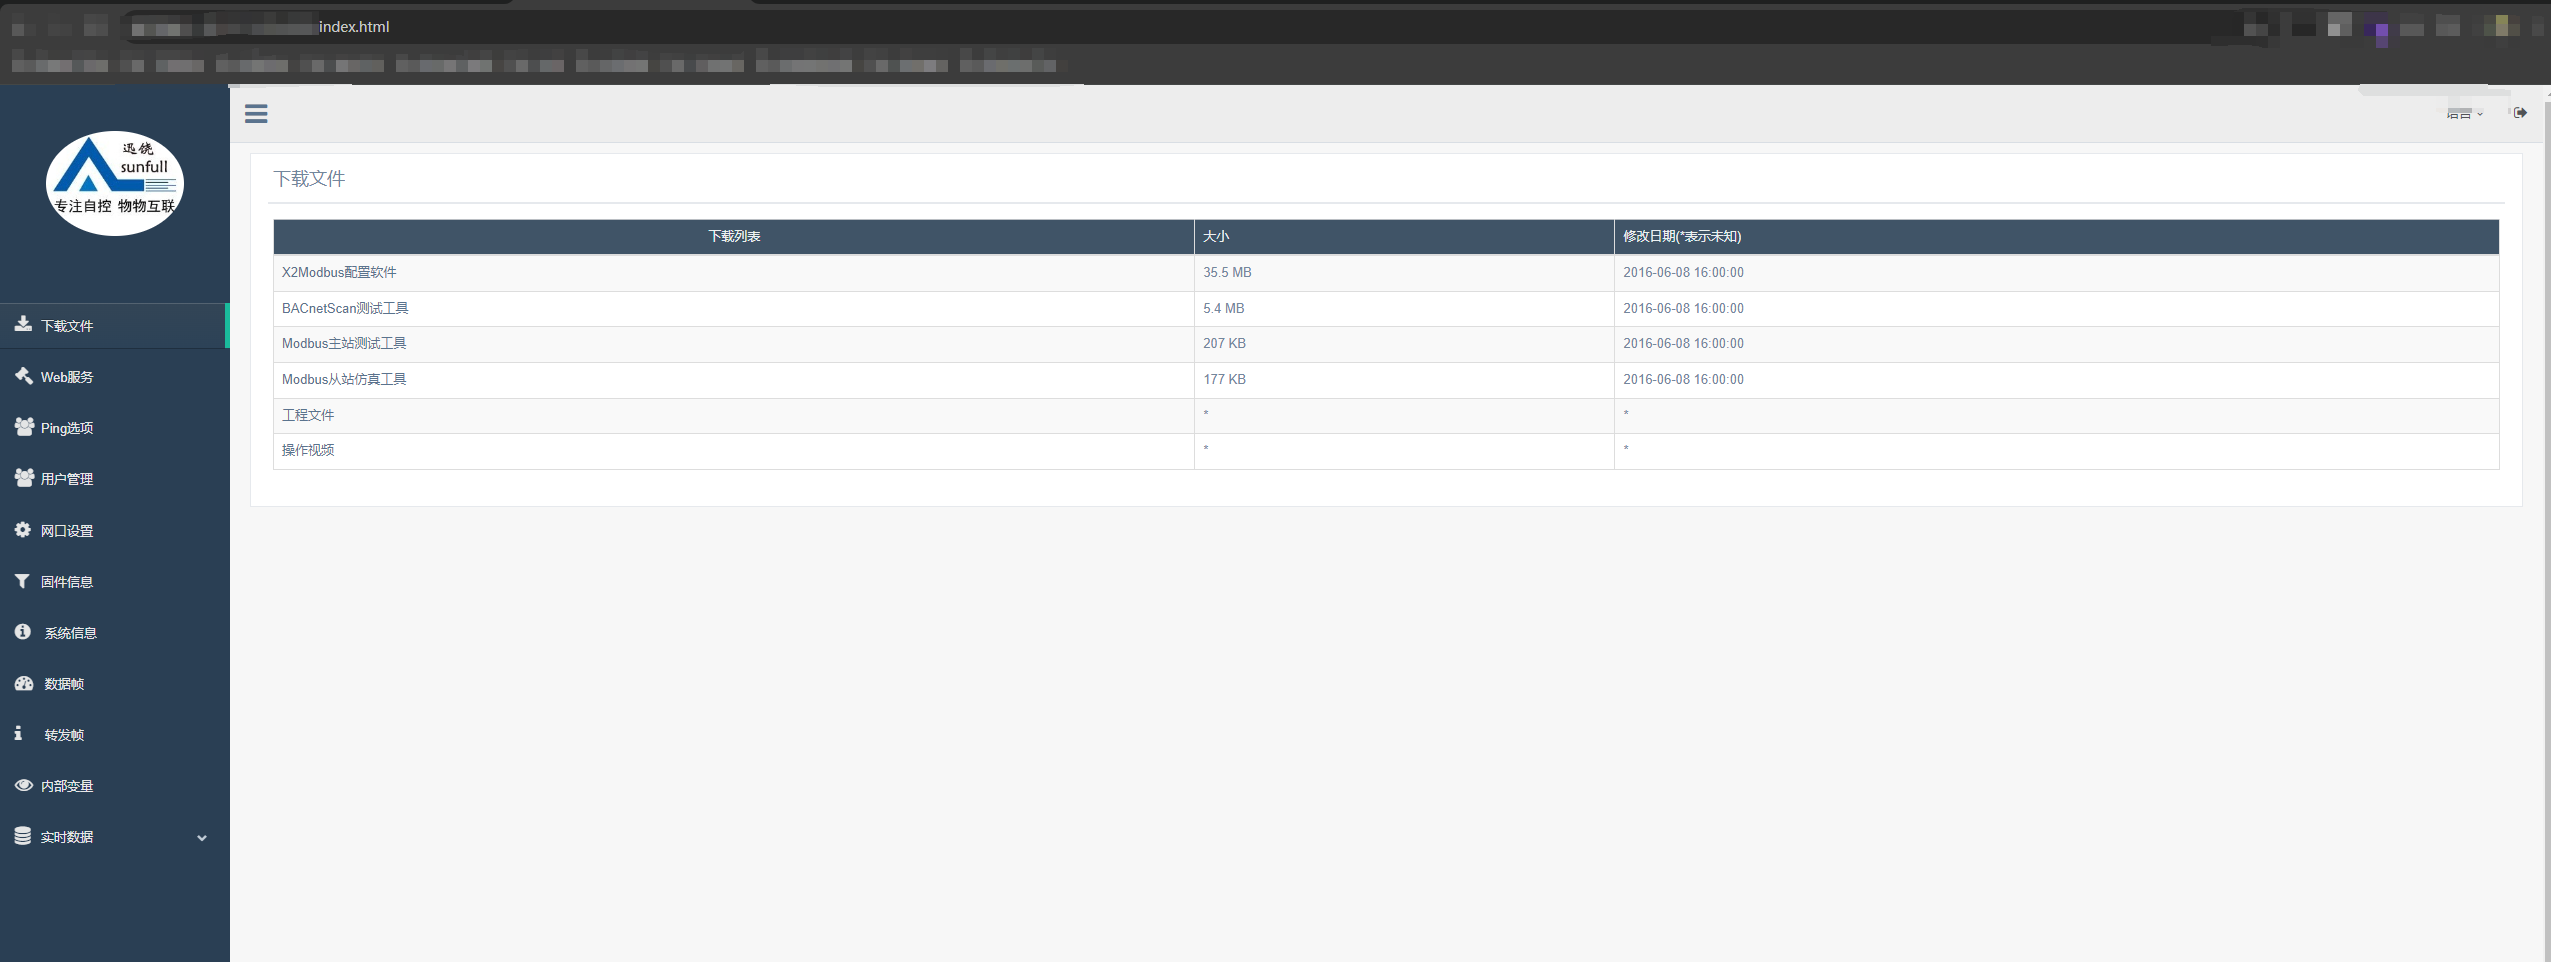 index.html
语言
迅饶
sunfull
专注自控 物物互联
下载文件
Web服务
Ping选项
用户管理
网口设置
固件信息
系统信息
数据帧
转发帧
内部变量
实时数据
下载文件
下载列表 大小 修改日期(*表示未知)
X2Modbus配置软件 35.5 MB 2016-06-08 16:00:00
BACnetScan测试工具 5.4 MB 2016-06-08 16:00:00
Modbus主站测试工具 207 KB 2016-06-08 16:00:00
Modbus从站仿真工具 177 KB 2016-06-08 16:00:00
工程文件 * *
操作视频 * *